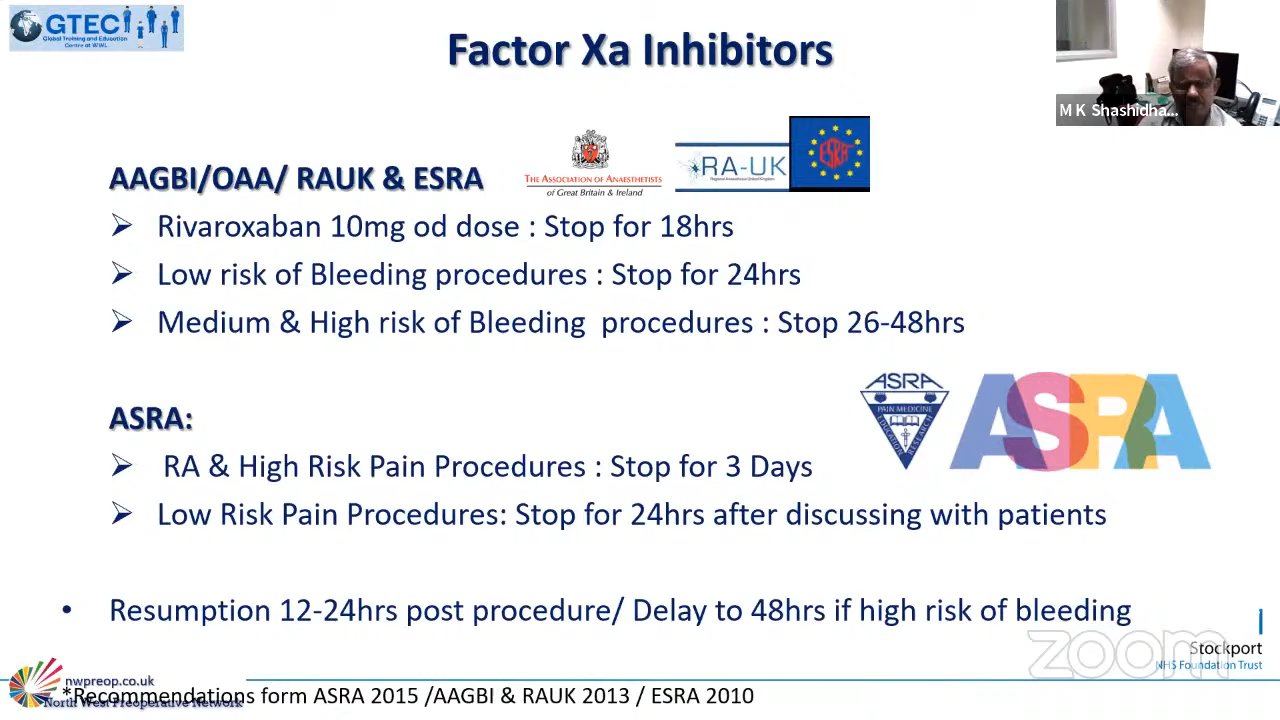 GTEC
Global Training and Education
Centre at WWL
Factor Xa Inhibitors
M K Shashidha...
AAGBI/OAA/ RAUK & ESRA
THE ASSOCIATION OF ANAESTHETISTS
of Great Britain & Ireland
RA-UK
Regional Anaesthesia United Kingdom
ESRA
Rivaroxaban 10mg od dose : Stop for 18hrs
Low risk of Bleeding procedures : Stop for 24hrs
Medium & High risk of Bleeding procedures : Stop 26-48hrs
ASRA:
ASRA
PAIN MEDICINE
EDUCATION
RESEARCH
ASRA
RA & High Risk Pain Procedures : Stop for 3 Days
Low Risk Pain Procedures: Stop for 24hrs after discussing with patients
• Resumption 12-24hrs post procedure/ Delay to 48hrs if high risk of bleeding
zoom
Stockport
NHS Foundation Trust
nwpreop.co.uk
*Recommendations form ASRA 2015 /AAGBI & RAUK 2013 / ESRA 2010
North West Preoperative Network